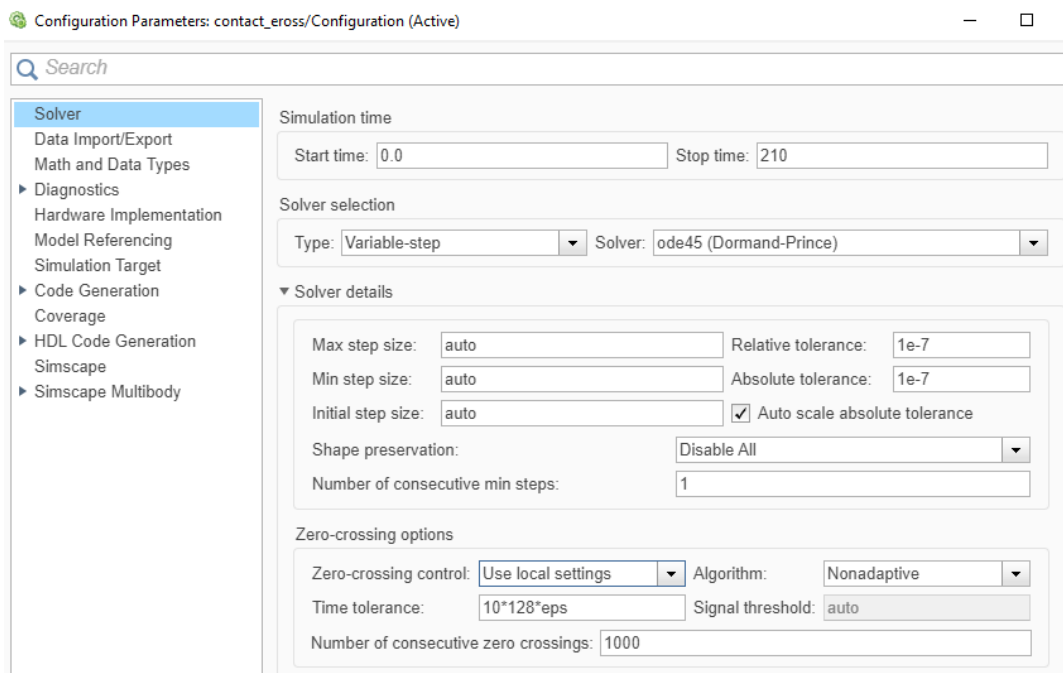 Configuration Parameters: contact_eross/Configuration (Active)
Search
Solver
Data Import/Export
Math and Data Types
Diagnostics
Hardware Implementation
Model Referencing
Simulation Target
Code Generation
Coverage
HDL Code Generation
Simscape
Simscape Multibody
Simulation time
Start time: 0.0 Stop time: 210
Solver selection
Type: Variable-step Solver: ode45 (Dormand-Prince)
Solver details
Max step size: auto Relative tolerance: 1e-7
Min step size: auto Absolute tolerance: 1e-7
Initial step size: auto Auto scale absolute tolerance
Shape preservation: Disable All
Number of consecutive min steps: 1
Zero-crossing options
Zero-crossing control: Use local settings Algorithm: Nonadaptive
Time tolerance: 10*128*eps Signal threshold: auto
Number of consecutive zero crossings: 1000